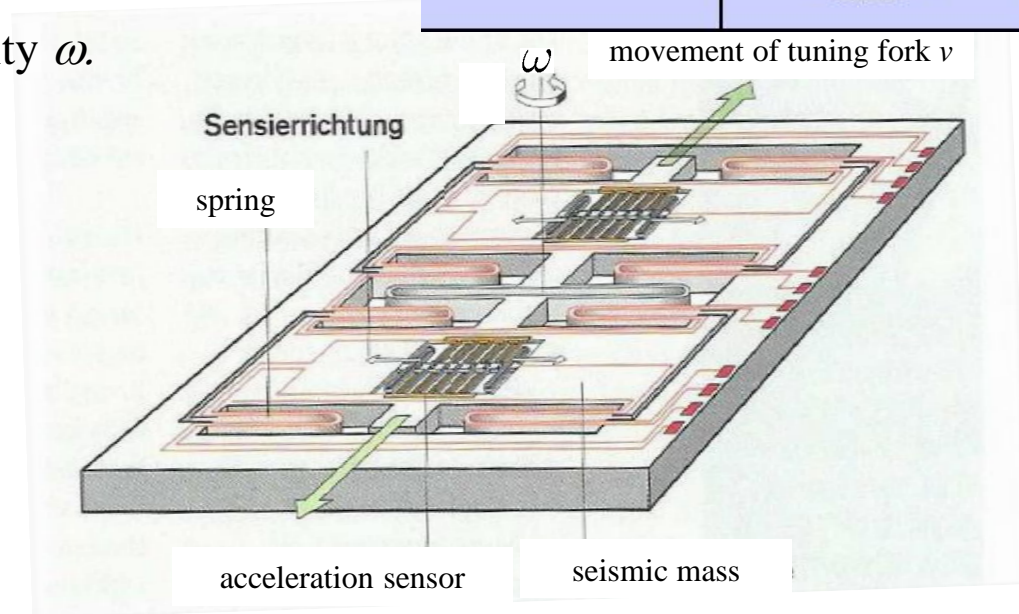 ty ω.
ω
movement of tuning fork v
Sensierrichtung
spring
acceleration sensor
seismic mass